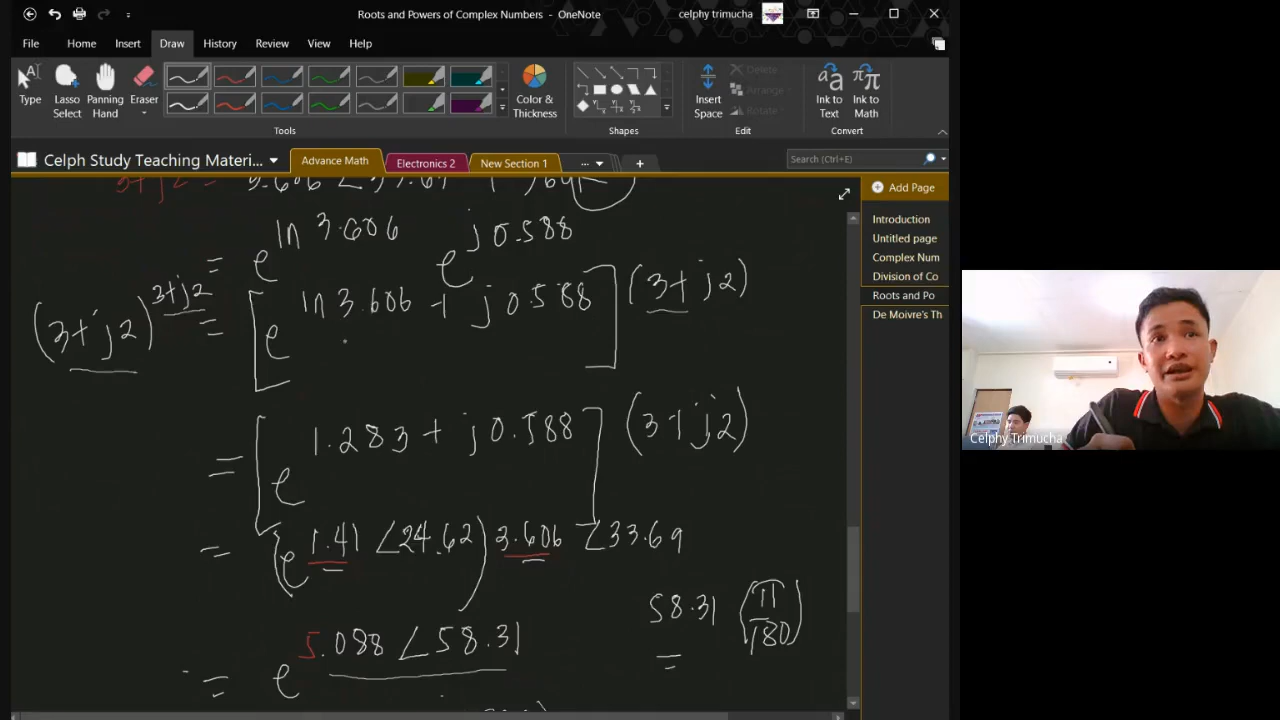 Roots and Powers of Complex Numbers - OneNote
celphy trimucha
File Home Insert Draw History Review View Help
Type
Lasso Select
Panning Hand
Eraser
Color & Thickness
Insert Space
Delete
Arrange
Rotate
Ink to Text
Ink to Math
Tools
Shapes
Edit
Convert
Celph Study Teaching Materi...
Advance Math
Electronics 2
New Section 1
...
Search (Ctrl+E)
Add Page
Introduction
Untitled page
Complex Num
Division of Co
Roots and Po
De Moivre's Th
3+j2 =
= e^ln 3.606 e^j0.588
(3+j2)^3+j2 = [e^ln 3.606 + j0.588](3+j2)
= [e^1.283 + j0.588](3+j2)
= (e^1.41 ∠24.62) 3.606 ∠33.69
58.31 (π/180)
=
= e^5.088 ∠58.31
Celphy Trimucha